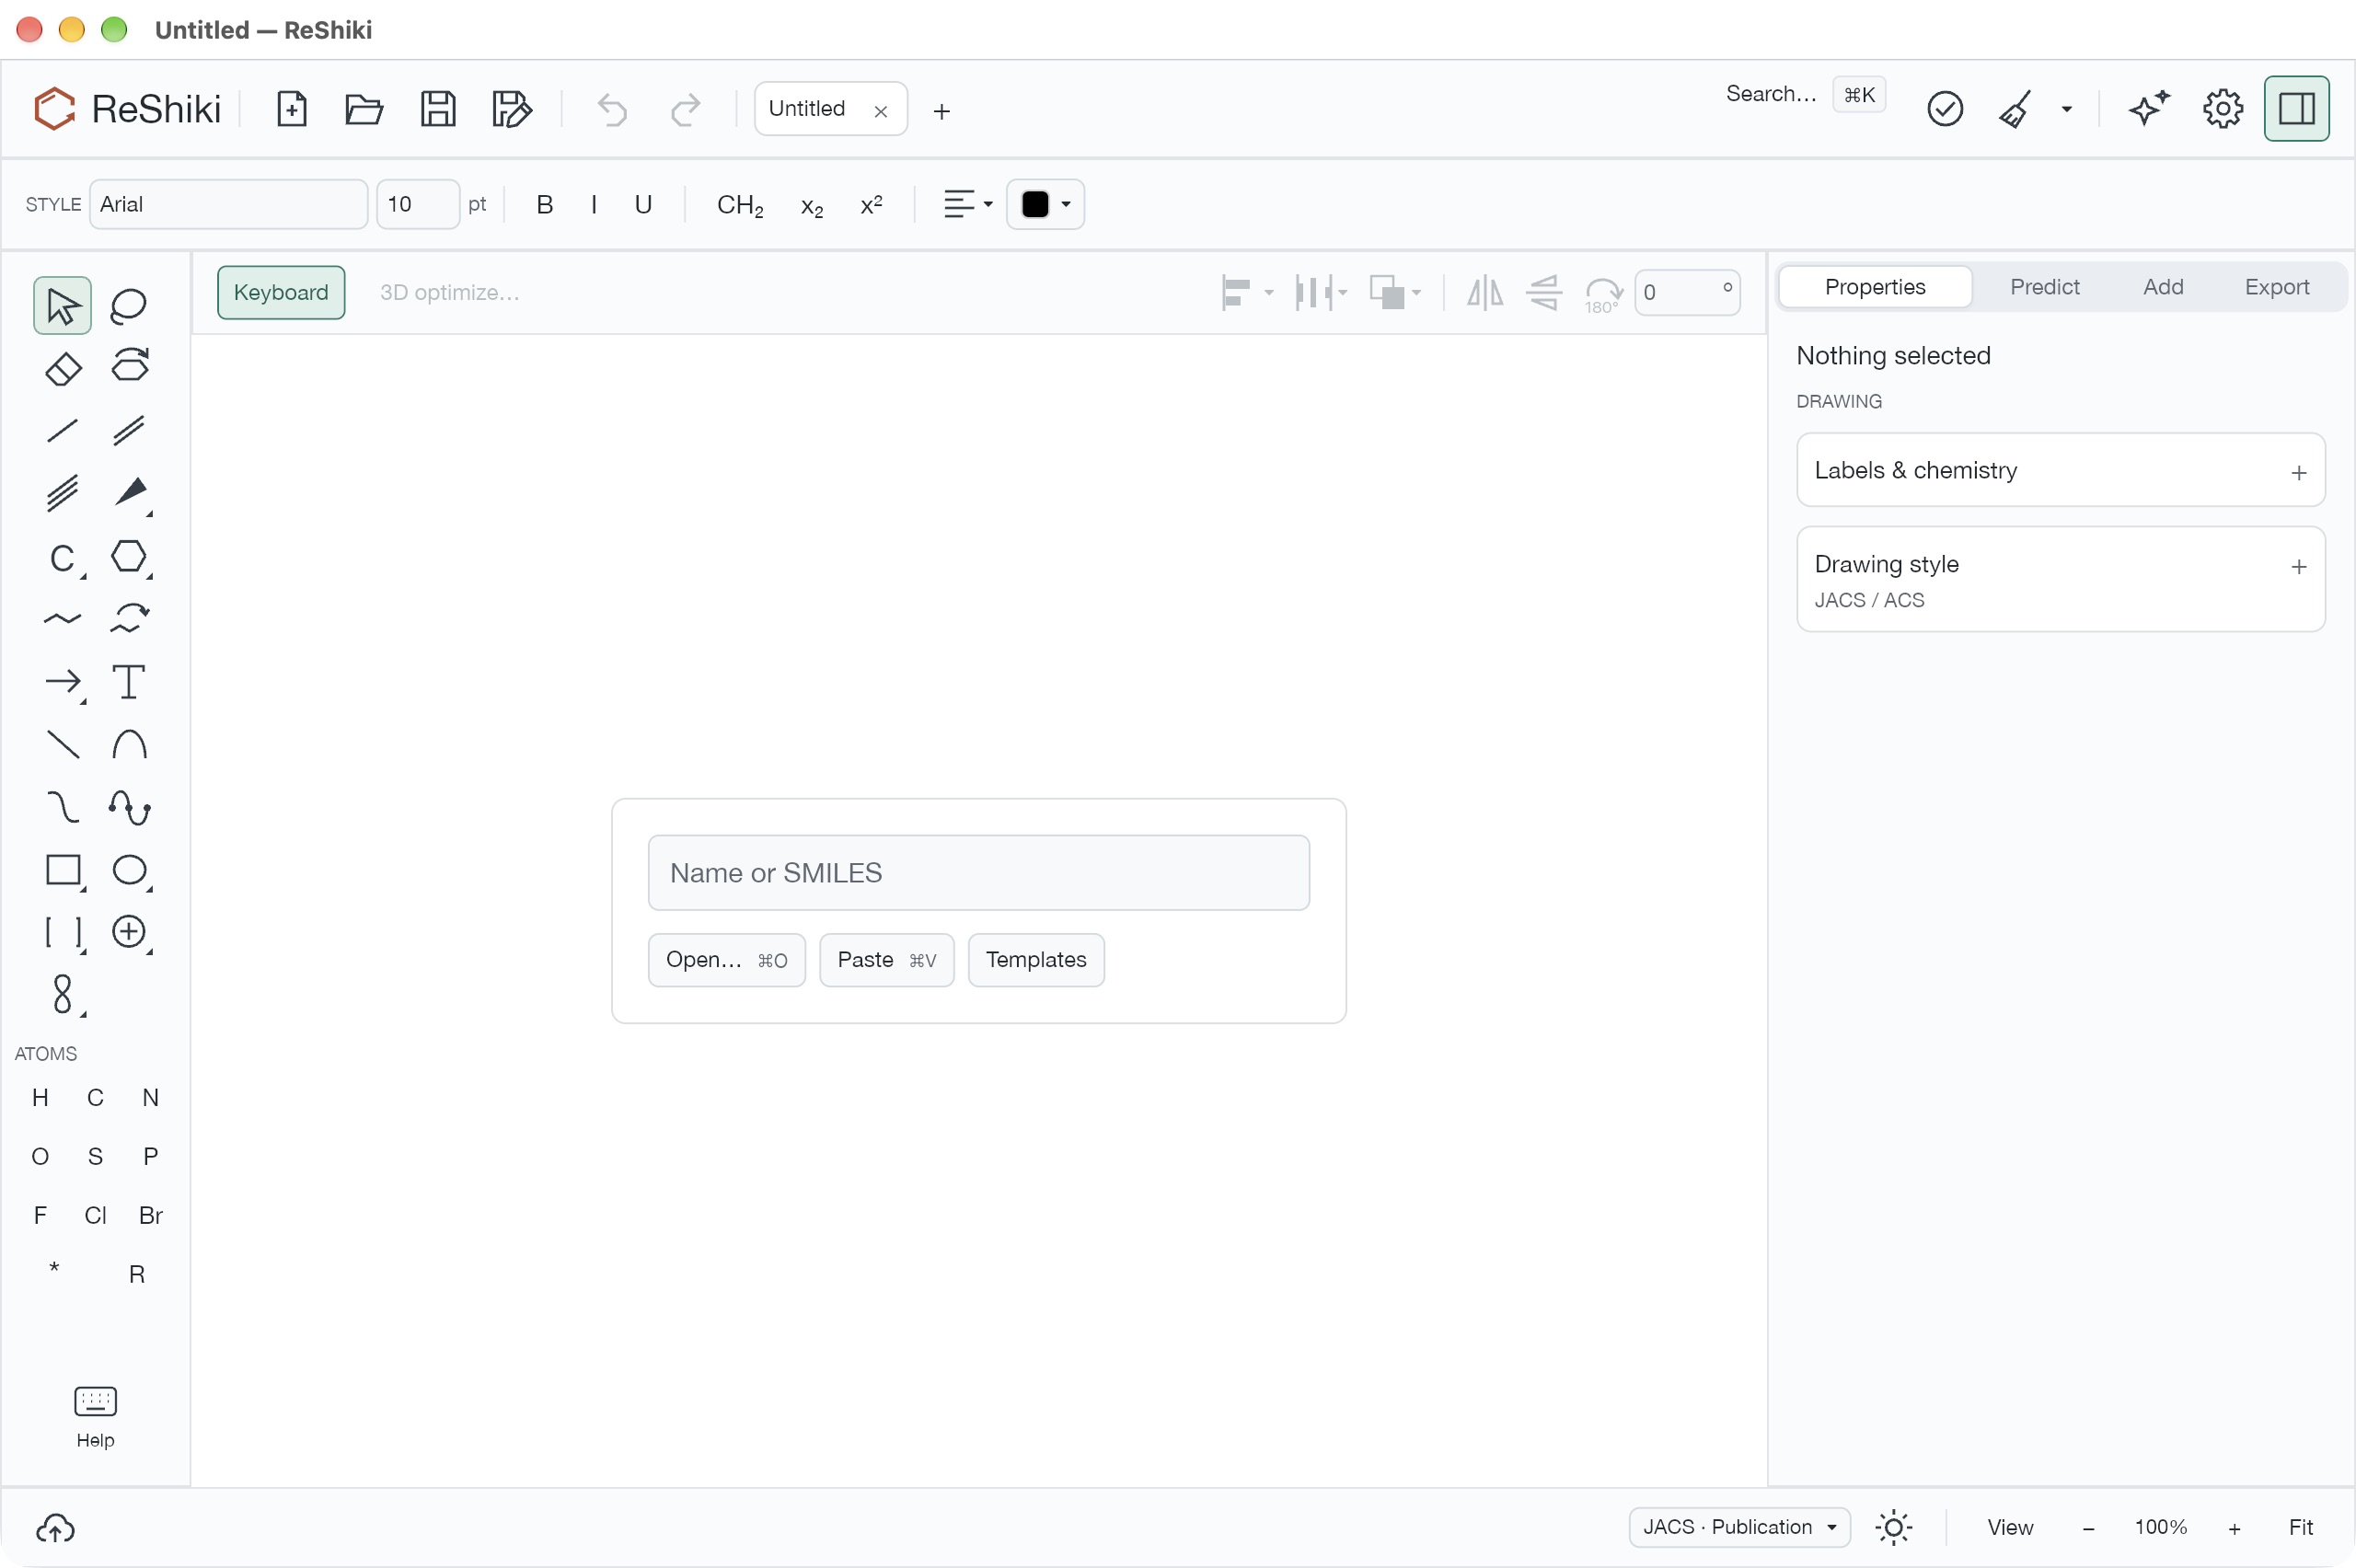 Untitled — ReShiki
ReShiki
Untitled × +
Search... ⌘K
STYLE Arial 10 pt B I U CH₂ x₂ x² 
Keyboard 3D optimize... 180° 0 °
Properties Predict Add Export
Nothing selected
DRAWING
Labels & chemistry +
Drawing style +
JACS / ACS
C
T
[ ]
Name or SMILES
Open... ⌘O Paste ⌘V Templates
ATOMS
H C N
O S P
F Cl Br
* R
Help
JACS · Publication View − 100% + Fit